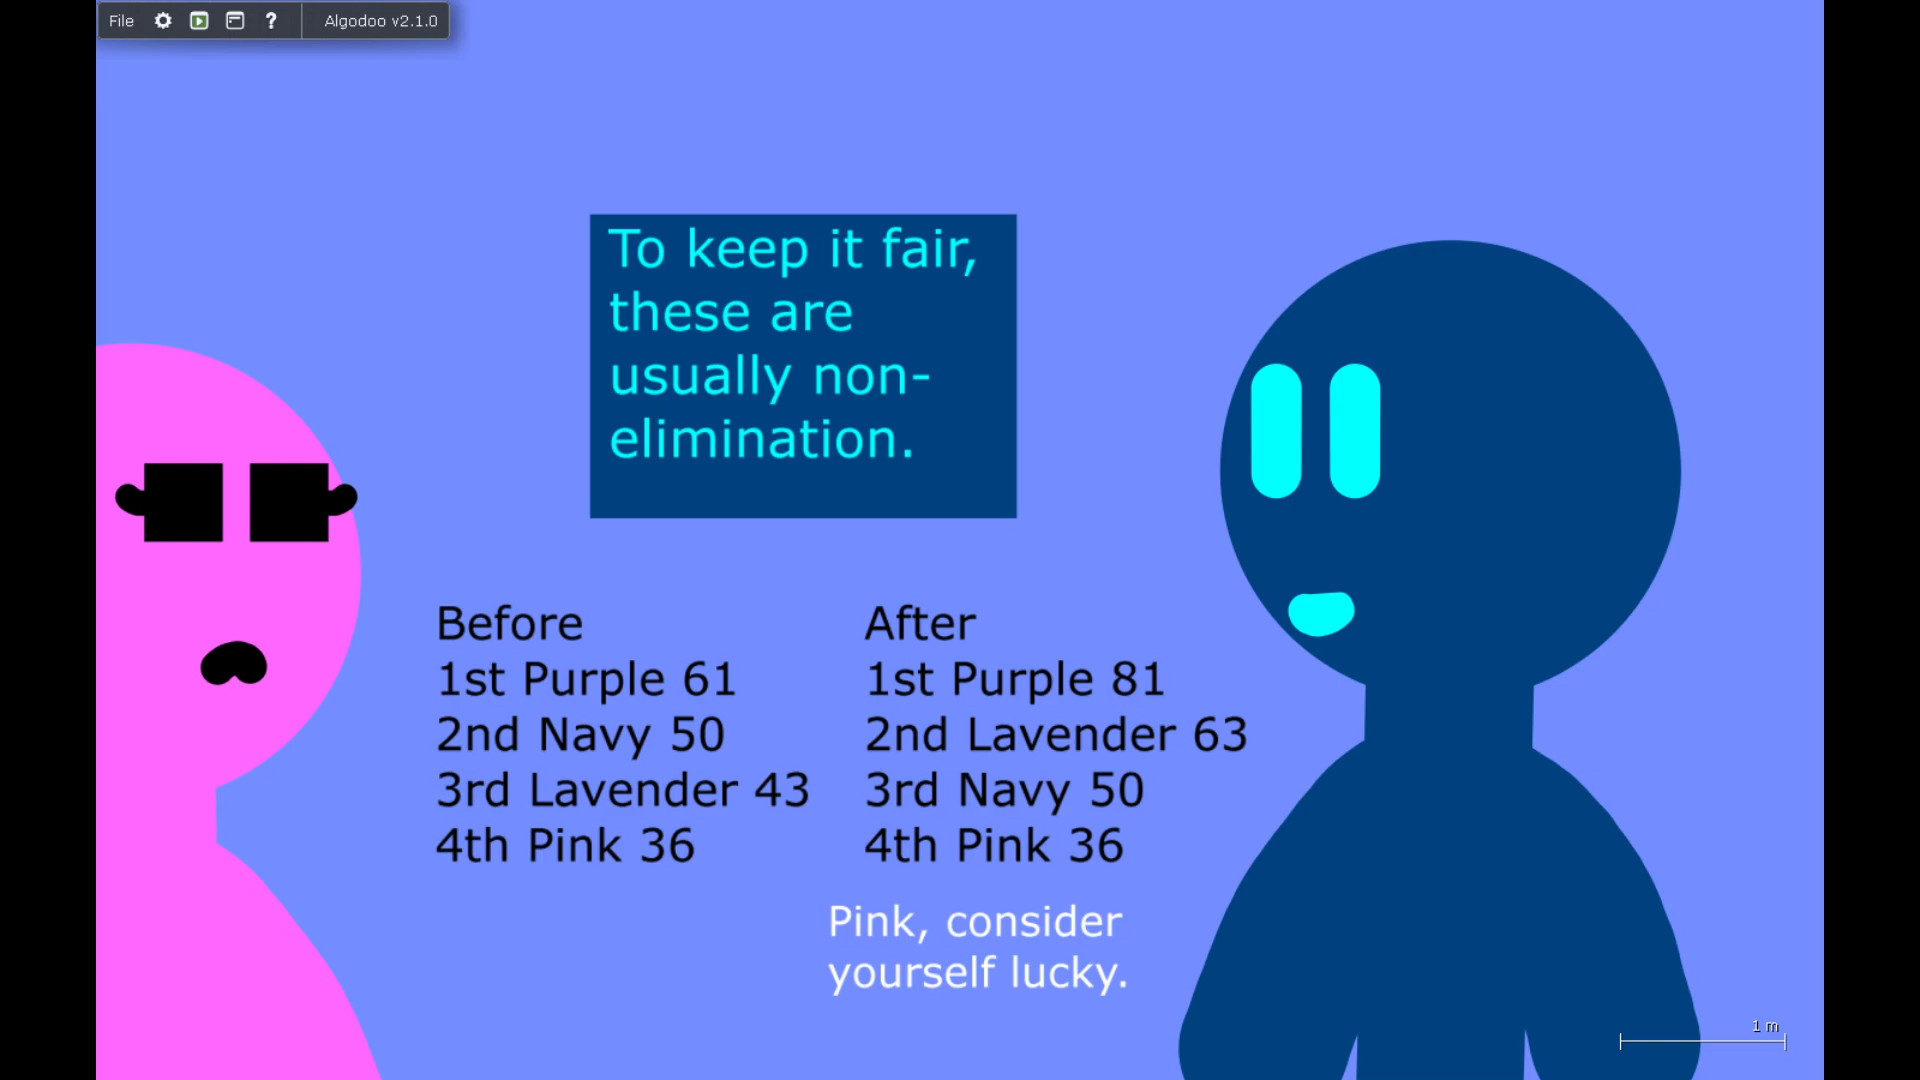 File ? Algodoo v2.1.0
To keep it fair,
these are
usually non-
elimination.
Before
1st Purple 61
2nd Navy 50
3rd Lavender 43
4th Pink 36
After
1st Purple 81
2nd Lavender 63
3rd Navy 50
4th Pink 36
Pink, consider
yourself lucky.
1 m